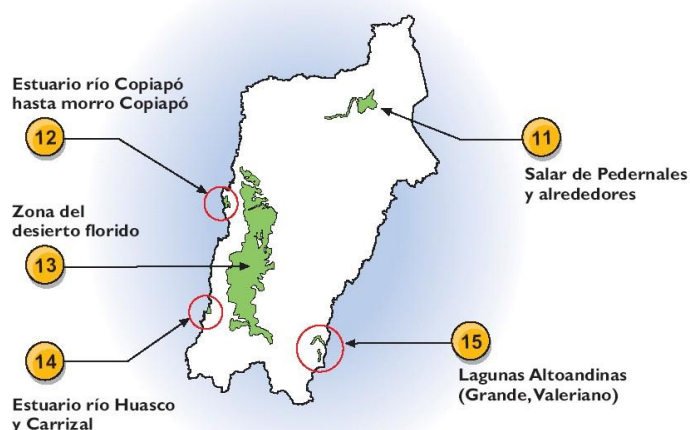 Estuario río Copiapó
hasta morro Copiapó
12
11
Salar de Pedernales
y alrededores
Zona del
desierto florido
13
14
Estuario río Huasco
y Carrizal
15
Lagunas Altoandinas
(Grande, Valeriano)